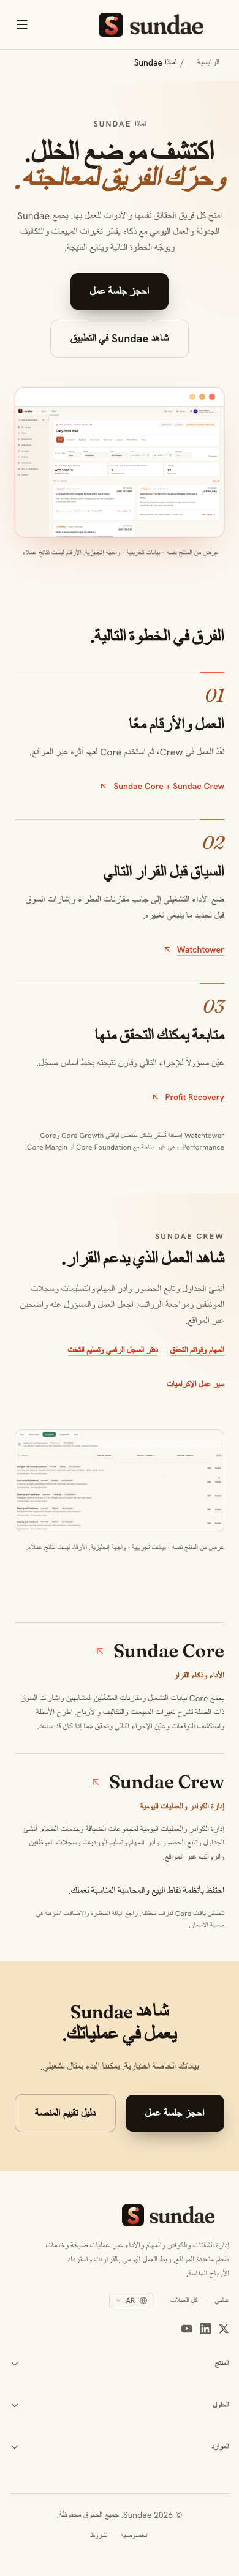 sundae
الرئيسية / لماذا Sundae
لماذا SUNDAE
اكتشف موضع الخلل.
وحرّك الفريق لمعالجته.
امنح كل فريق الحقائق نفسها والأدوات للعمل بها. يجمع Sundae
الجدولة والعمل اليومي مع ذكاء يفسّر تغيرات المبيعات والتكاليف
ويوجّه الخطوة التالية ويتابع النتيجة.
احجز جلسة عمل
شاهد Sundae في التطبيق
عرض من المنتج نفسه · بيانات تجريبية · واجهة إنجليزية. الأرقام ليست نتائج عملاء.
الفرق في الخطوة التالية.
01
العمل والأرقام معًا
نفّذ العمل في Crew، ثم استخدم Core لفهم أثره عبر المواقع.
Sundae Core + Sundae Crew
02
السياق قبل القرار التالي
ضع الأداء التشغيلي إلى جانب مقارنات النظراء وإشارات السوق
قبل تحديد ما ينبغي تغييره.
Watchtower
03
متابعة يمكنك التحقق منها
عيّن مسؤولاً للإجراء التالي وقارن نتيجته بخط أساس مسجّل.
Profit Recovery
Watchtower إضافة تُسعّر بشكل منفصل لباقتي Core Growth وCore
Performance. وهي غير متاحة مع Core Foundation أو Core Margin.
SUNDAE CREW
شاهد العمل الذي يدعم القرار.
أنشئ الجداول وتابع الحضور وأدر المهام والتسليمات وسجلات
الموظفين ومراجعة الرواتب. اجعل العمل والمسؤول عنه واضحين
عبر المواقع.
المهام وقوائم التحقق
دفتر السجل الرقمي وتسليم الشفت
سير عمل الإكراميات
عرض من المنتج نفسه · بيانات تجريبية · واجهة إنجليزية. الأرقام ليست نتائج عملاء.
Sundae Core
الأداء وذكاء القرار
يجمع Core بيانات التشغيل ومقارنات المشغّلين المشابهين وإشارات السوق
ذات الصلة لشرح تغيرات المبيعات والتكاليف والأرباح. اطرح الأسئلة
واستكشف التوقعات وعيّن الإجراء التالي وتحقق مما إذا كان قد ساعد.
Sundae Crew
إدارة الكوادر والعمليات اليومية
إدارة الكوادر والعمليات اليومية لمجموعات الضيافة وخدمات الطعام. أنشئ
الجداول وتابع الحضور وأدر المهام وتسليم الورديات وسجلات الموظفين
والرواتب عبر المواقع.
احتفظ بأنظمة نقاط البيع والمحاسبة المناسبة لعملك.
تتضمن باقات Core قدرات مختلفة. راجع الباقة المختارة والإضافات المؤهلة في
حاسبة الأسعار.
شاهد Sundae
يعمل في عملياتك.
بياناتك الخاصة اختيارية. يمكننا البدء بمثال تشغيلي.
احجز جلسة عمل
دليل تقييم المنصة
sundae
إدارة الشفتات والكوادر والمهام والأداء عبر عمليات ضيافة وخدمات
طعام متعددة المواقع. ربط العمل اليومي بالقرارات واسترداد
الأرباح المقاسة.
عالمي · كل العملات
AR
المنتج
الحلول
الموارد
© 2026 Sundae. جميع الحقوق محفوظة.
الخصوصية
الشروط